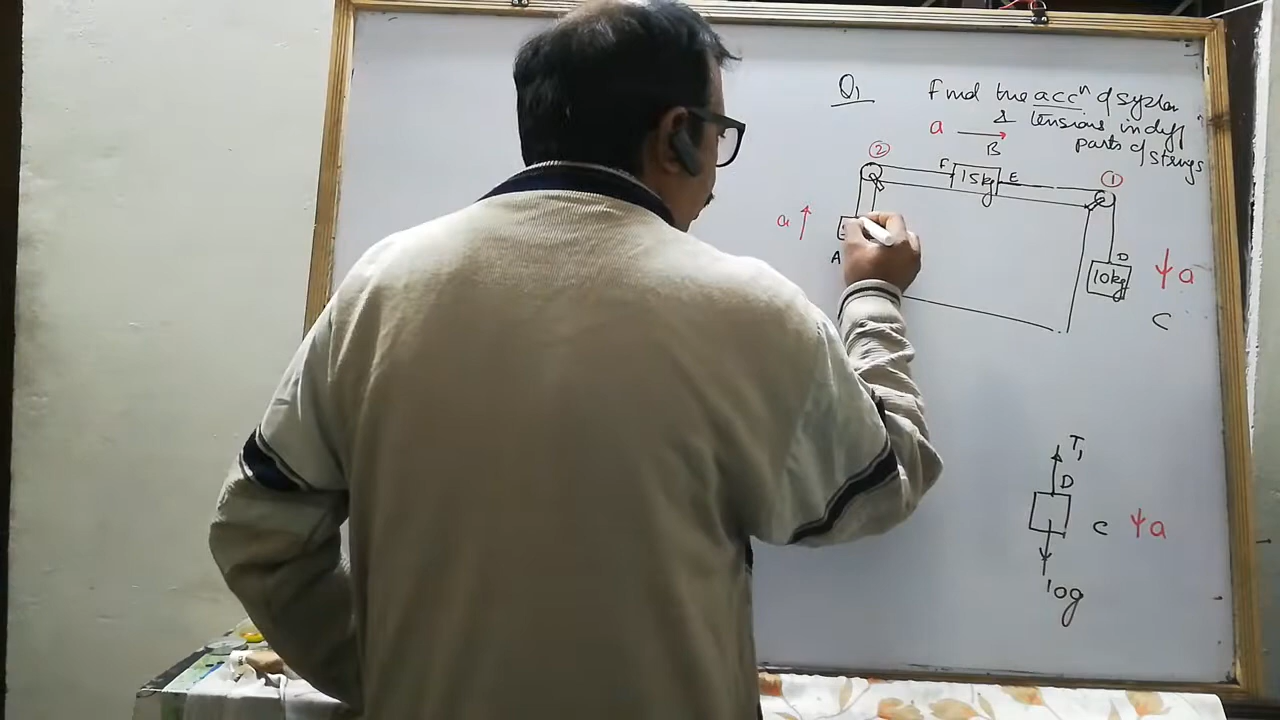 Q1 Find the accⁿ of system
& tensions in diff
parts of strings
a
B
②
F 15kg E
①
a
A
D
10kg
a
C
T₁
D
C a
10g